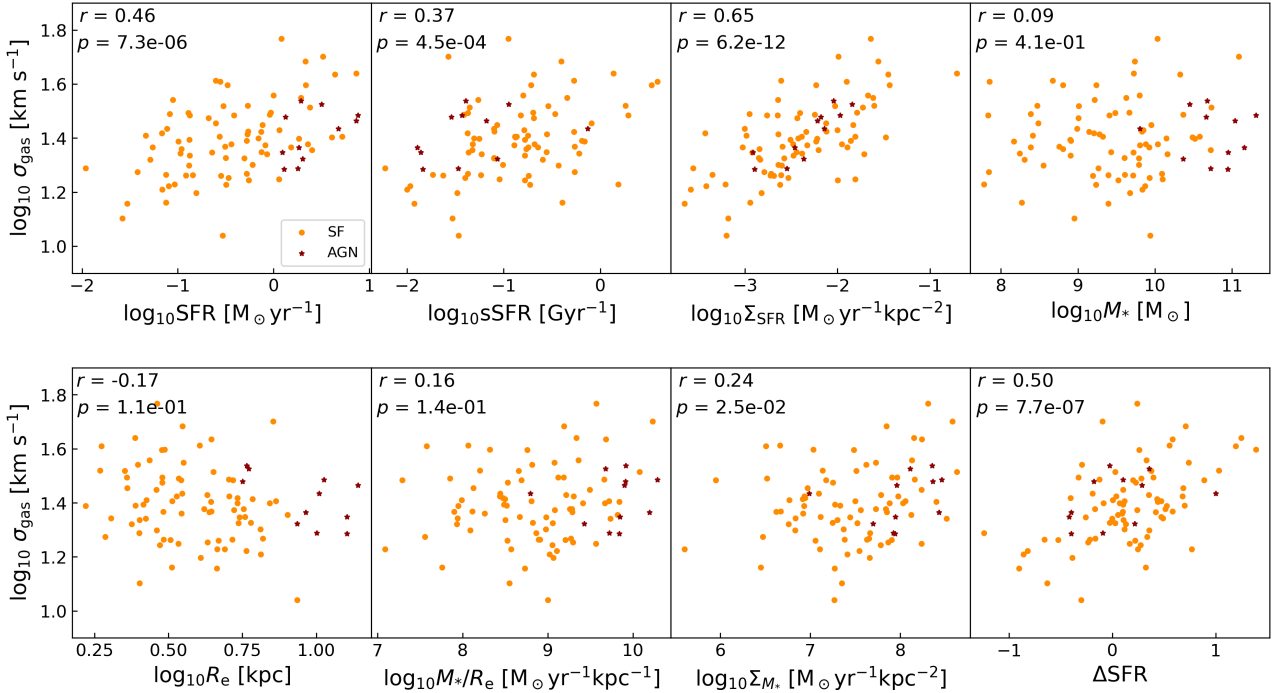 r = 0.46
p = 7.3e-06
r = 0.37
p = 4.5e-04
r = 0.65
p = 6.2e-12
r = 0.09
p = 4.1e-01
1.8
1.6
1.4
1.2
1.0
log₁₀ σgas [km s⁻¹]
SF
AGN
−2 −1 0 1
−2 −1 0
−3 −2 −1
8 9 10 11
log₁₀SFR [M⊙yr⁻¹]
log₁₀sSFR [Gyr⁻¹]
log₁₀ΣSFR [M⊙yr⁻¹kpc⁻²]
log₁₀M* [M⊙]
r = -0.17
p = 1.1e-01
r = 0.16
p = 1.4e-01
r = 0.24
p = 2.5e-02
r = 0.50
p = 7.7e-07
1.8
1.6
1.4
1.2
1.0
log₁₀ σgas [km s⁻¹]
0.25 0.50 0.75 1.00
7 8 9 10
6 7 8
−1 0 1
log₁₀Rₑ [kpc]
log₁₀M*/Rₑ [M⊙yr⁻¹kpc⁻¹]
log₁₀ΣM* [M⊙yr⁻¹kpc⁻²]
ΔSFR